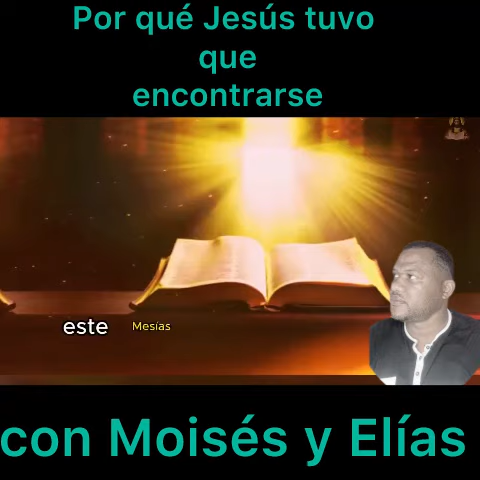 Por qué Jesús tuvo
que
encontrarse
este Mesías
con Moisés y Elías